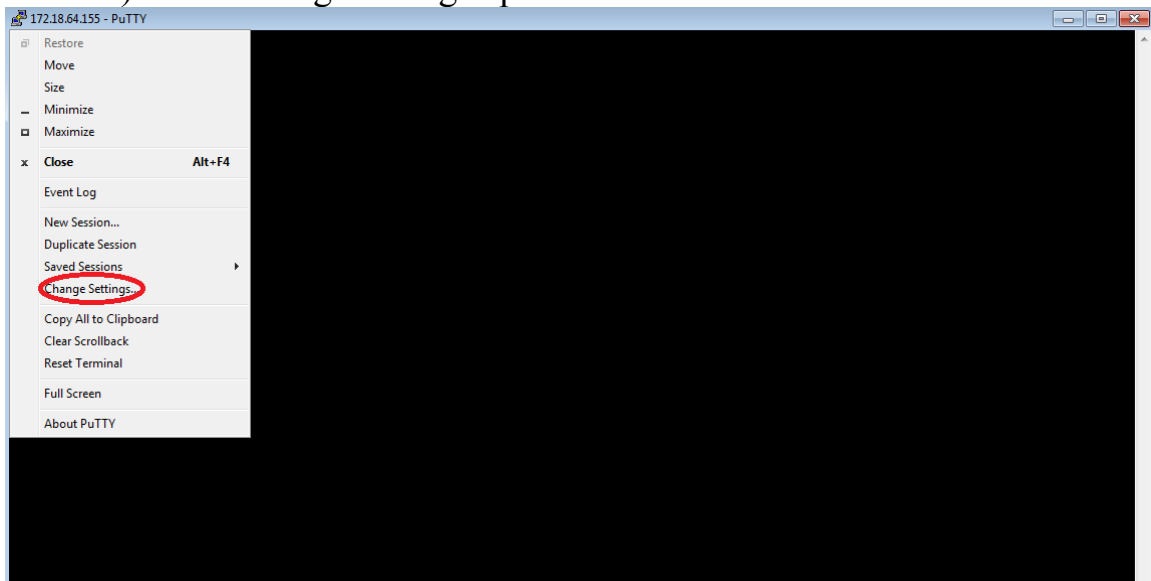 172.18.64.155 - PuTTY
Restore
Move
Size
Minimize
Maximize
x Close Alt+F4
Event Log
New Session...
Duplicate Session
Saved Sessions
Change Settings...
Copy All to Clipboard
Clear Scrollback
Reset Terminal
Full Screen
About PuTTY